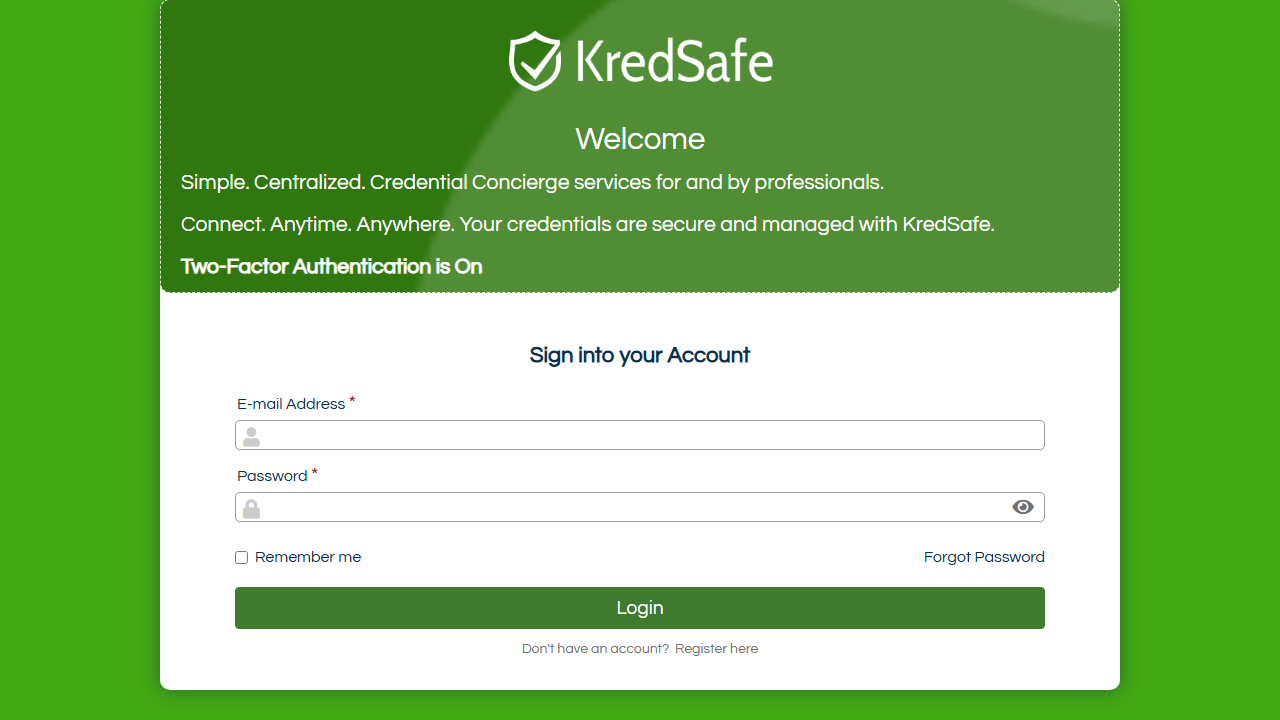 KredSafe
Welcome
Simple. Centralized. Credential Concierge services for and by professionals.
Connect. Anytime. Anywhere. Your credentials are secure and managed with KredSafe.
Two-Factor Authentication is On
Sign into your Account
E-mail Address *
Password *
Remember me
Forgot Password
Login
Don't have an account? Register here